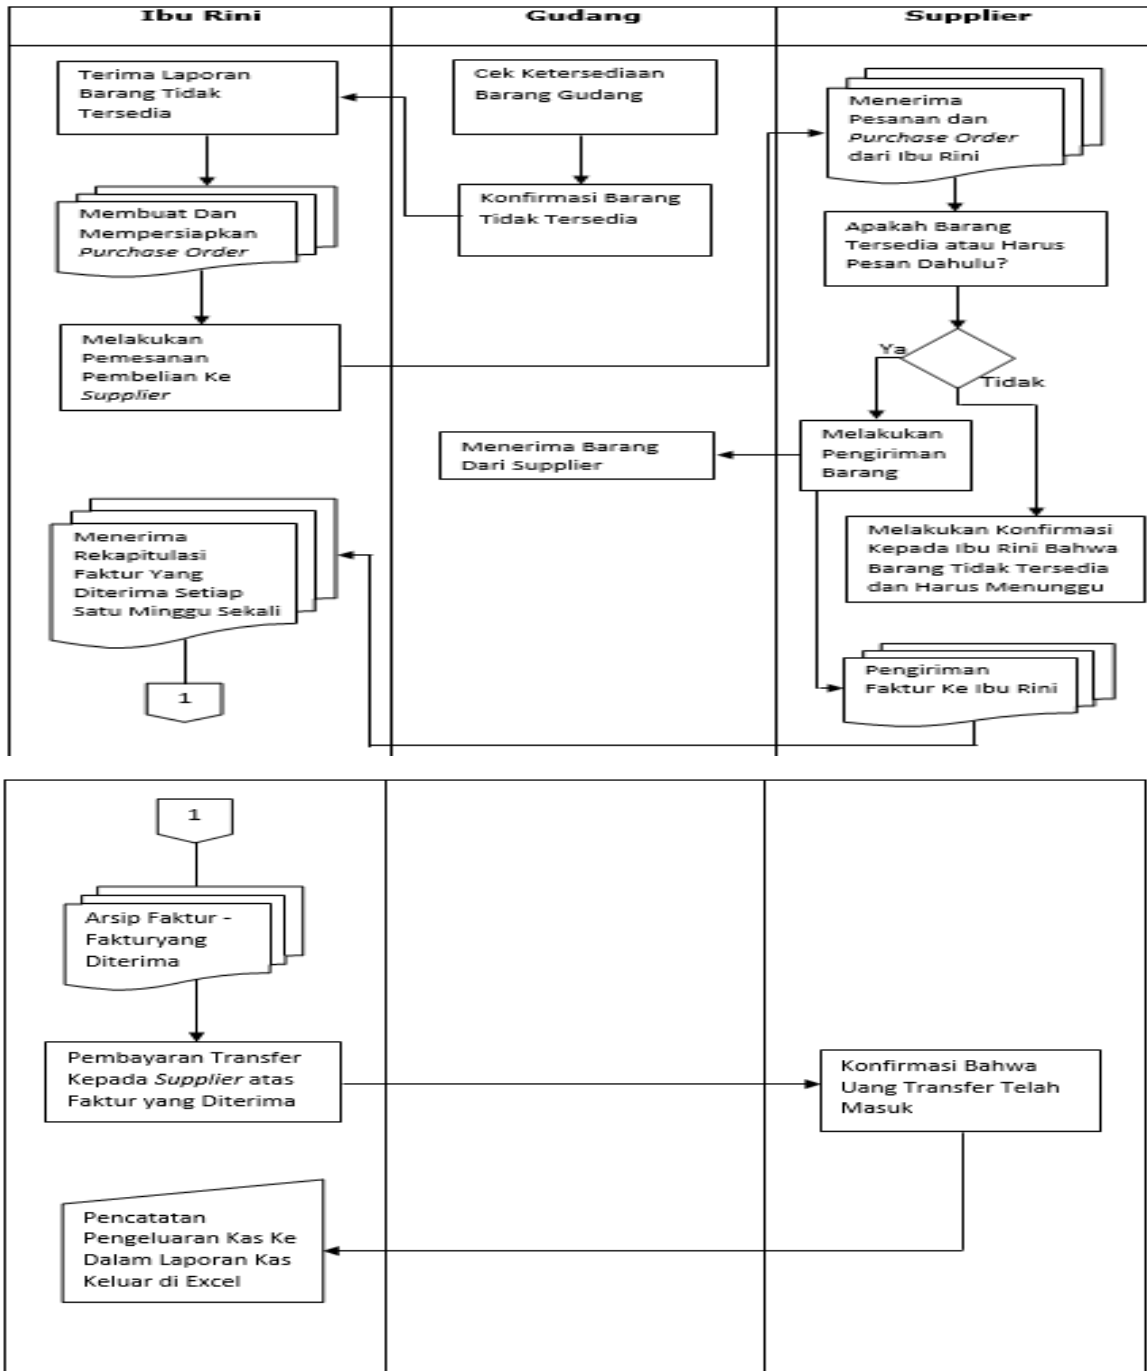 Ibu Rini
Gudang
Supplier
Terima Laporan
Barang Tidak
Tersedia
Cek Ketersediaan
Barang Gudang
Menerima
Pesanan dan
Purchase Order
dari Ibu Rini
Membuat Dan
Mempersiapkan
Purchase Order
Konfirmasi Barang
Tidak Tersedia
Apakah Barang
Tersedia atau Harus
Pesan Dahulu?
Melakukan
Pemesanan
Pembelian Ke
Supplier
Ya
Tidak
Menerima Barang
Dari Supplier
Melakukan
Pengiriman
Barang
Menerima
Rekapitulasi
Faktur Yang
Diterima Setiap
Satu Minggu Sekali
Melakukan Konfirmasi
Kepada Ibu Rini Bahwa
Barang Tidak Tersedia
dan Harus Menunggu
Pengiriman
Faktur Ke Ibu Rini
1
1
Arsip Faktur -
Fakturyang
Diterima
Pembayaran Transfer
Kepada Supplier atas
Faktur yang Diterima
Konfirmasi Bahwa
Uang Transfer Telah
Masuk
Pencatatan
Pengeluaran Kas Ke
Dalam Laporan Kas
Keluar di Excel